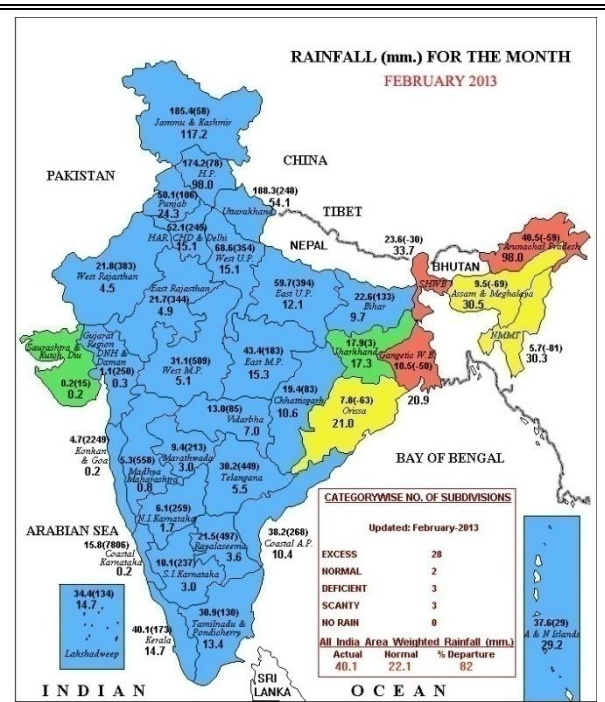 RAINFALL (mm.) FOR THE MONTH
FEBRUARY 2013
185.4(58)
Jammu & Kashmir
117.2
CHINA
174.2(78)
H.P.
98.0
PAKISTAN
188.3(248)
Uttarakhand
54.1
Punjab
24.3
TIBET
HAR, CHD & Delhi
15.1
68.6(354)
West U.P.
15.1
NEPAL
23.6(-30)
33.7
SHWB
BHUTAN
40.5(-59)
Arunachal Pradesh
98.0
21.8(383)
West Rajasthan
4.5
East Rajasthan
21.7(344)
4.9
59.7(394)
East U.P.
12.1
22.6(133)
Bihar
9.7
9.5(-69)
Assam & Meghalaya
30.5
NMMT
5.7(-81)
30.3
Saurashtra &
Kutch, Diu
0.2(15)
0.2
Gujarat
Region
DNH &
Daman
1.1(250)
0.3
31.1(509)
West M.P.
5.1
43.4(183)
East M.P.
15.3
17.9(3)
Jharkhand
17.3
Gangetic W.B
10.5(-50)
20.9
19.4(83)
Chhattisgarh
10.6
7.8(-63)
Orissa
21.0
13.0(85)
Vidarbha
7.0
4.7(2249)
Konkan
& Goa
0.2
5.3(558)
Madhya
Maharashtra
0.8
9.4(213)
Marathwada
3.0
30.2(449)
Telangana
5.5
BAY OF BENGAL
6.1(259)
N.I.Karnataka
1.7
21.5(497)
Rayalaseema
3.6
38.2(268)
Coastal A.P.
10.4
ARABIAN SEA
15.8(7806)
Coastal
Karnataka
0.2
10.1(237)
S.I.Karnataka
3.0
34.4(134)
14.7
Lakshadweep
40.1(173)
Kerala
14.7
30.9(130)
Tamilnadu &
Pondicherry
13.4
CATEGORYWISE NO. OF SUBDIVISIONS
Updated: February-2013
EXCESS 28
NORMAL 2
DEFICIENT 3
SCANTY 3
NO RAIN 0
All India Area Weighted Rainfall (mm.)
Actual Normal % Departure
40.1 22.1 82
37.6(29)
A & N Islands
29.2
SRI
LANKA
INDIAN OCEAN